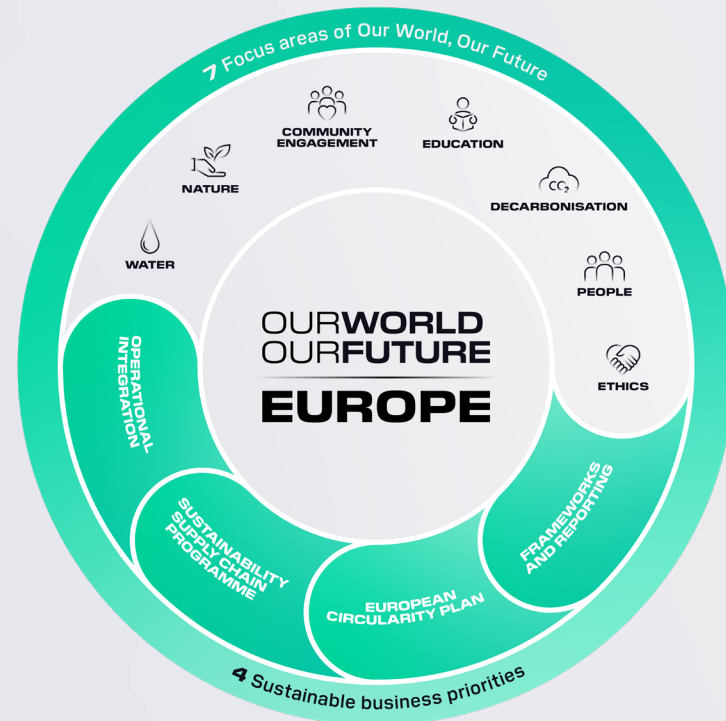 7 Focus areas of Our World, Our Future
COMMUNITY
ENGAGEMENT
EDUCATION
NATURE
CO₂
DECARBONISATION
WATER
PEOPLE
ETHICS
OURWORLD
OURFUTURE
EUROPE
OPERATIONAL
INTEGRATION
SUSTAINABILITY
SUPPLY CHAIN
PROGRAMME
EUROPEAN
CIRCULARITY PLAN
FRAMEWORKS
AND REPORTING
4 Sustainable business priorities